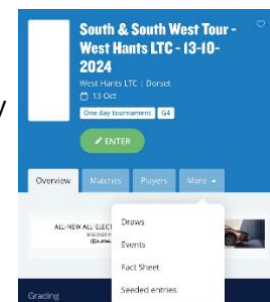 South & South West Tour -
West Hants LTC - 13-10-
2024
West Hants LTC | Dorset
13 Oct
One day tournament G4
ENTER
Overview Matches Players More
ALL-NEW ALL-ELECT
Draws
Events
Fact Sheet
Seeded entries
Grading